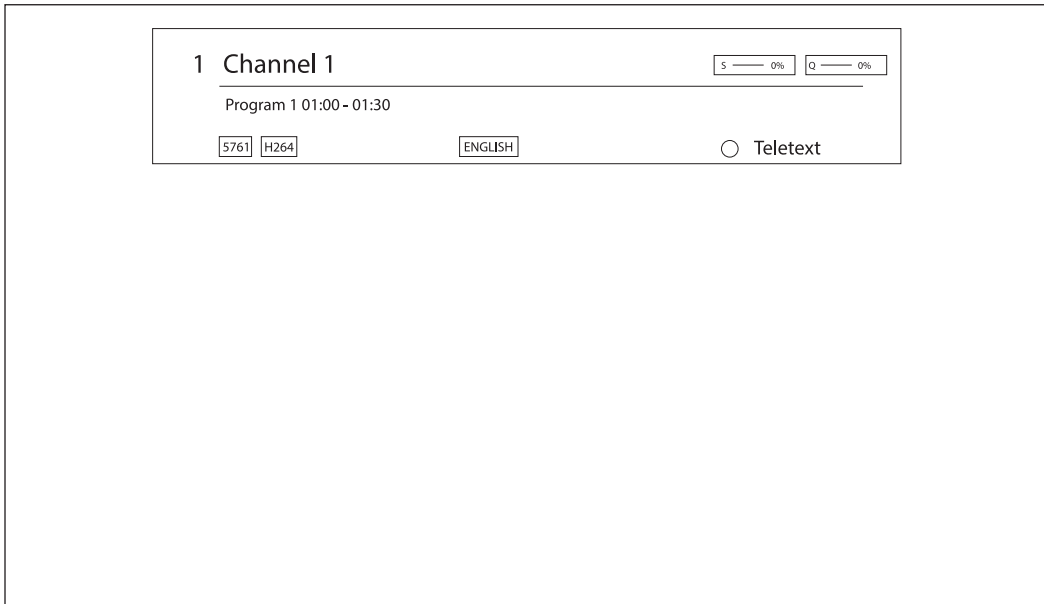 1 Channel 1 S 0% Q 0%
Program 1 01:00 - 01:30
5761 H264 ENGLISH Teletext